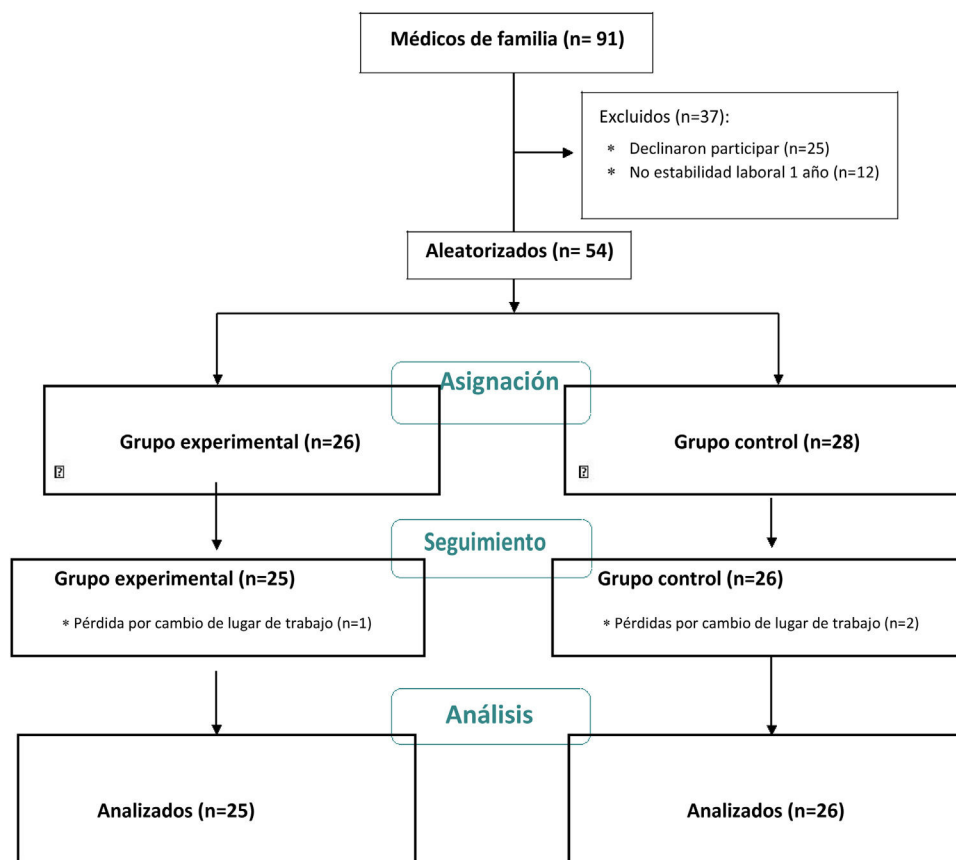 Médicos de familia (n= 91)
Excluidos (n=37):
* Declinaron participar (n=25)
* No estabilidad laboral 1 año (n=12)
Aleatorizados (n= 54)
Asignación
Grupo experimental (n=26)
Grupo control (n=28)
Seguimiento
Grupo experimental (n=25)
* Pérdida por cambio de lugar de trabajo (n=1)
Grupo control (n=26)
* Pérdidas por cambio de lugar de trabajo (n=2)
Análisis
Analizados (n=25)
Analizados (n=26)